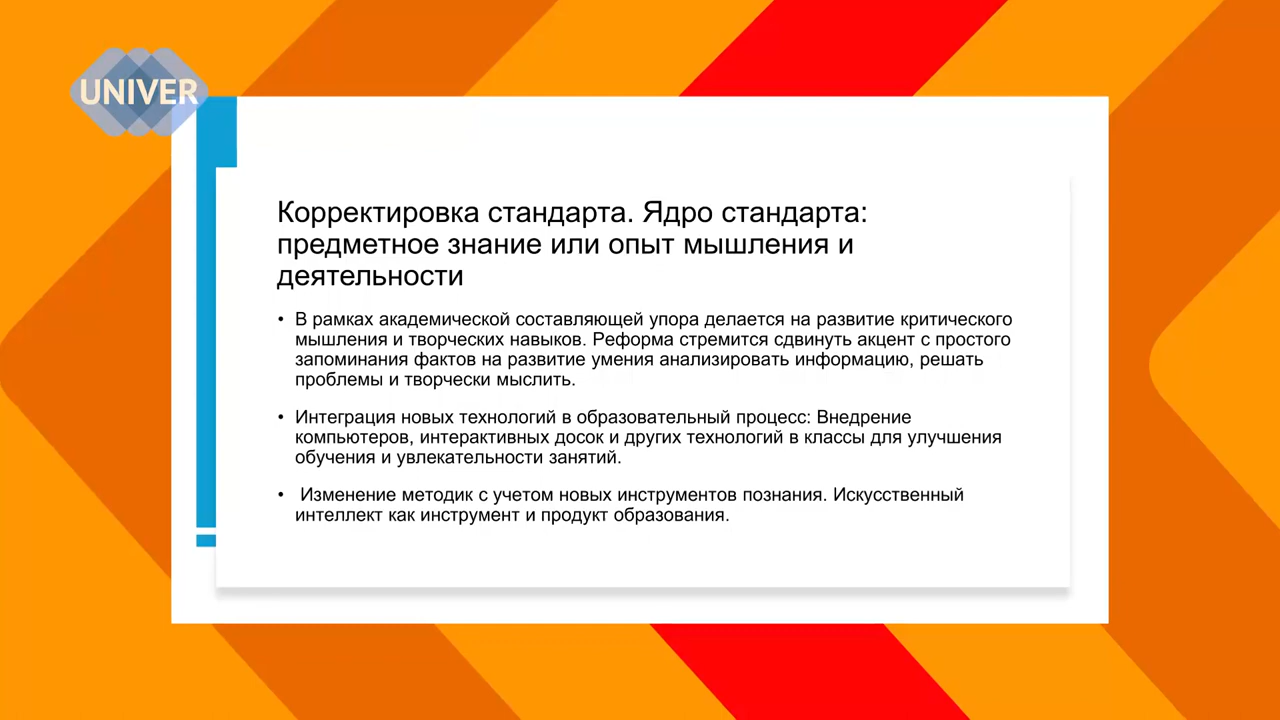 UNIVER
Корректировка стандарта. Ядро стандарта:
предметное знание или опыт мышления и
деятельности
• В рамках академической составляющей упора делается на развитие критического
мышления и творческих навыков. Реформа стремится сдвинуть акцент с простого
запоминания фактов на развитие умения анализировать информацию, решать
проблемы и творчески мыслить.
• Интеграция новых технологий в образовательный процесс: Внедрение
компьютеров, интерактивных досок и других технологий в классы для улучшения
обучения и увлекательности занятий.
• Изменение методик с учетом новых инструментов познания. Искусственный
интеллект как инструмент и продукт образования.